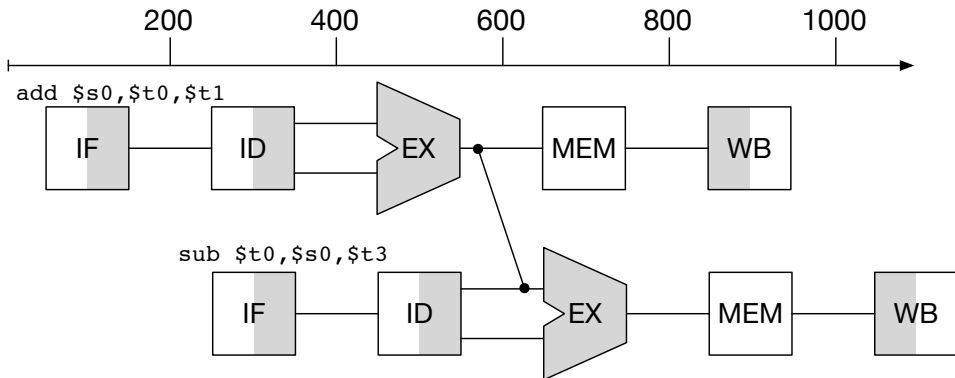 200 400 600 800 1000
add $s0,$t0,$t1
IF ID EX MEM WB
sub $t0,$s0,$t3
IF ID EX MEM WB